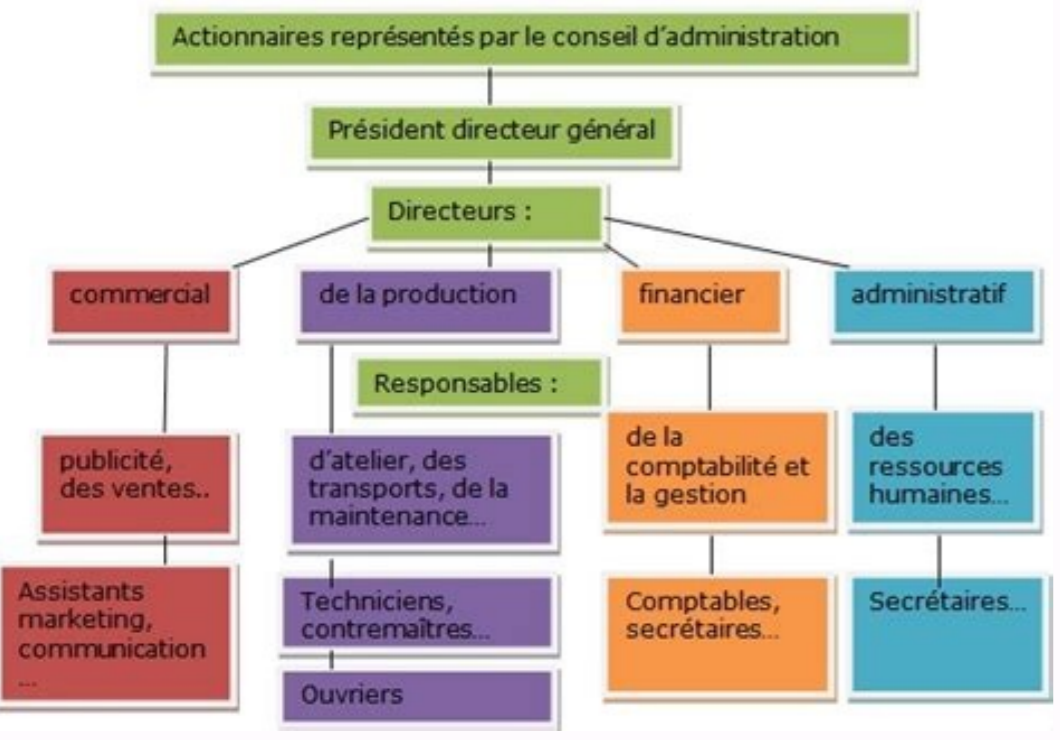 Actionnaires représentés par le conseil d’administration
Président directeur général
Directeurs :
commercial
de la production
financier
administratif
Responsables :
publicité,
des ventes..
d’atelier, des
transports, de la
maintenance…
de la
comptabilité et
la gestion
des
ressources
humaines…
Assistants
marketing,
communication
…
Techniciens,
contremaîtres…
Comptables,
secrétaires…
Secrétaires…
Ouvriers